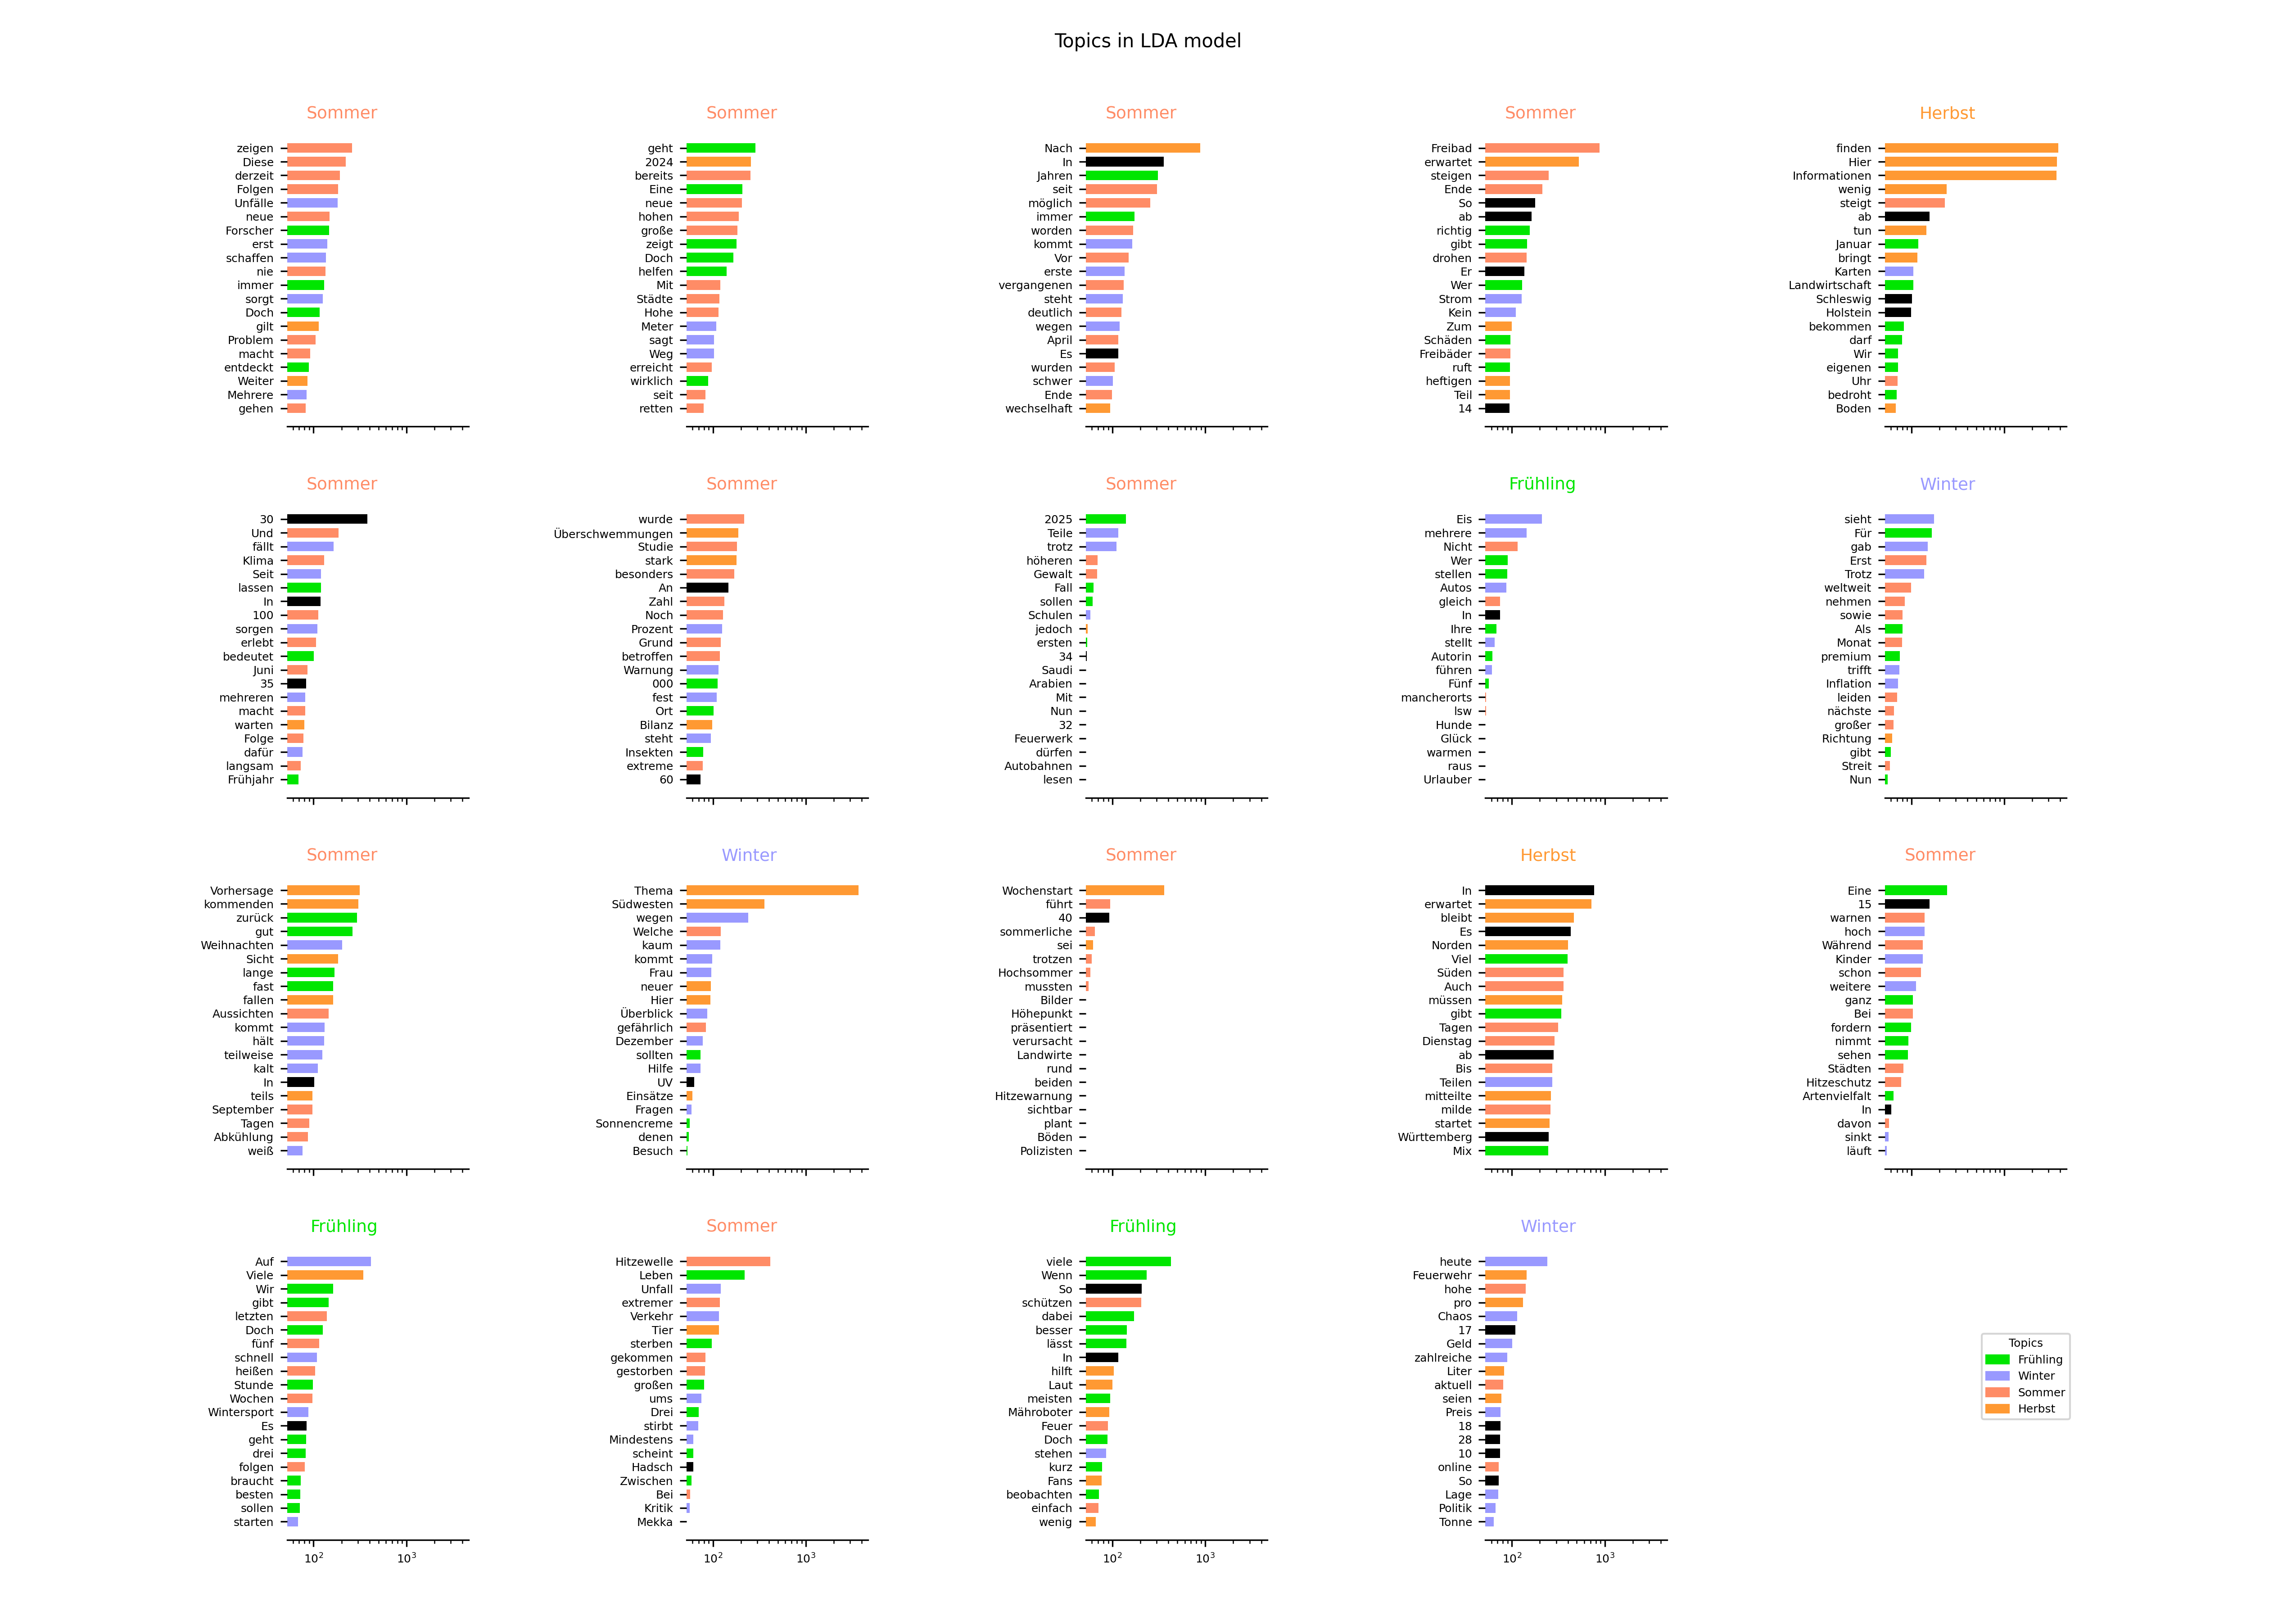 Topics in LDA model
Sommer
zeigen
Diese
derzeit
Folgen
Unfälle
neue
Forscher
erst
schaffen
nie
immer
sorgt
Doch
gilt
Problem
macht
entdeckt
Weiter
Mehrere
gehen
Sommer
geht
2024
bereits
Eine
neue
hohen
große
zeigt
Doch
helfen
Mit
Städte
Hohe
Meter
sagt
Weg
erreicht
wirklich
seit
retten
Sommer
Nach
In
Jahren
seit
möglich
immer
worden
kommt
Vor
erste
vergangenen
steht
deutlich
wegen
April
Es
wurden
schwer
Ende
wechselhaft
Sommer
Freibad
erwartet
steigen
Ende
So
ab
richtig
gibt
drohen
Er
Wer
Strom
Kein
Zum
Schäden
Freibäder
ruft
heftigen
Teil
14
Herbst
finden
Hier
Informationen
wenig
steigt
ab
tun
Januar
bringt
Karten
Landwirtschaft
Schleswig
Holstein
bekommen
darf
Wir
eigenen
Uhr
bedroht
Boden
Sommer
30
Und
fällt
Klima
Seit
lassen
In
100
sorgen
erlebt
bedeutet
Juni
35
mehreren
macht
warten
Folge
dafür
langsam
Frühjahr
Sommer
wurde
Überschwemmungen
Studie
stark
besonders
An
Zahl
Noch
Prozent
Grund
betroffen
Warnung
000
fest
Ort
Bilanz
steht
Insekten
extreme
60
Sommer
2025
Teile
trotz
höheren
Gewalt
Fall
sollen
Schulen
jedoch
ersten
34
Saudi
Arabien
Mit
Nun
32
Feuerwerk
dürfen
Autobahnen
lesen
Frühling
Eis
mehrere
Nicht
Wer
stellen
Autos
gleich
In
Ihre
stellt
Autorin
führen
Fünf
mancherorts
lsw
Hunde
Glück
warmen
raus
Urlauber
Winter
sieht
Für
gab
Erst
Trotz
weltweit
nehmen
sowie
Als
Monat
premium
trifft
Inflation
leiden
nächste
großer
Richtung
gibt
Streit
Nun
Sommer
Vorhersage
kommenden
zurück
gut
Weihnachten
Sicht
lange
fast
fallen
Aussichten
kommt
hält
teilweise
kalt
In
teils
September
Tagen
Abkühlung
weiß
Winter
Thema
Südwesten
wegen
Welche
kaum
kommt
Frau
neuer
Hier
Überblick
gefährlich
Dezember
sollten
Hilfe
UV
Einsätze
Fragen
Sonnencreme
denen
Besuch
Sommer
Wochenstart
führt
40
sommerliche
sei
trotzen
Hochsommer
mussten
Bilder
Höhepunkt
präsentiert
verursacht
Landwirte
rund
beiden
Hitzewarnung
sichtbar
plant
Böden
Polizisten
Herbst
In
erwartet
bleibt
Es
Norden
Viel
Süden
Auch
müssen
gibt
Tagen
Dienstag
ab
Bis
Teilen
mitteilte
milde
startet
Württemberg
Mix
Sommer
Eine
15
warnen
hoch
Während
Kinder
schon
weitere
ganz
Bei
fordern
nimmt
sehen
Städten
Hitzeschutz
Artenvielfalt
In
davon
sinkt
läuft
Frühling
Auf
Viele
Wir
gibt
letzten
Doch
fünf
schnell
heißen
Stunde
Wochen
Wintersport
Es
geht
drei
folgen
braucht
besten
sollen
starten
10²
10³
Sommer
Hitzewelle
Leben
Unfall
extremer
Verkehr
Tier
sterben
gekommen
gestorben
großen
ums
Drei
stirbt
Mindestens
scheint
Hadsch
Zwischen
Bei
Kritik
Mekka
10²
10³
Frühling
viele
Wenn
So
schützen
dabei
besser
lässt
In
hilft
Laut
meisten
Mähroboter
Feuer
Doch
stehen
kurz
Fans
beobachten
einfach
wenig
10²
10³
Winter
heute
Feuerwehr
hohe
pro
Chaos
17
Geld
zahlreiche
Liter
aktuell
seien
Preis
18
28
10
online
So
Lage
Politik
Tonne
10²
10³
Topics
Frühling
Winter
Sommer
Herbst